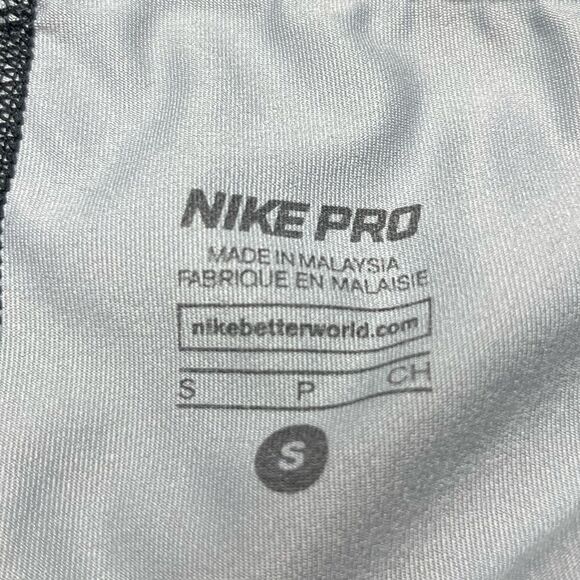 NIKE PRO
MADE IN MALAYSIA
FABRIQUE EN MALAISIE
nikebetterworld.com
S P CH
S